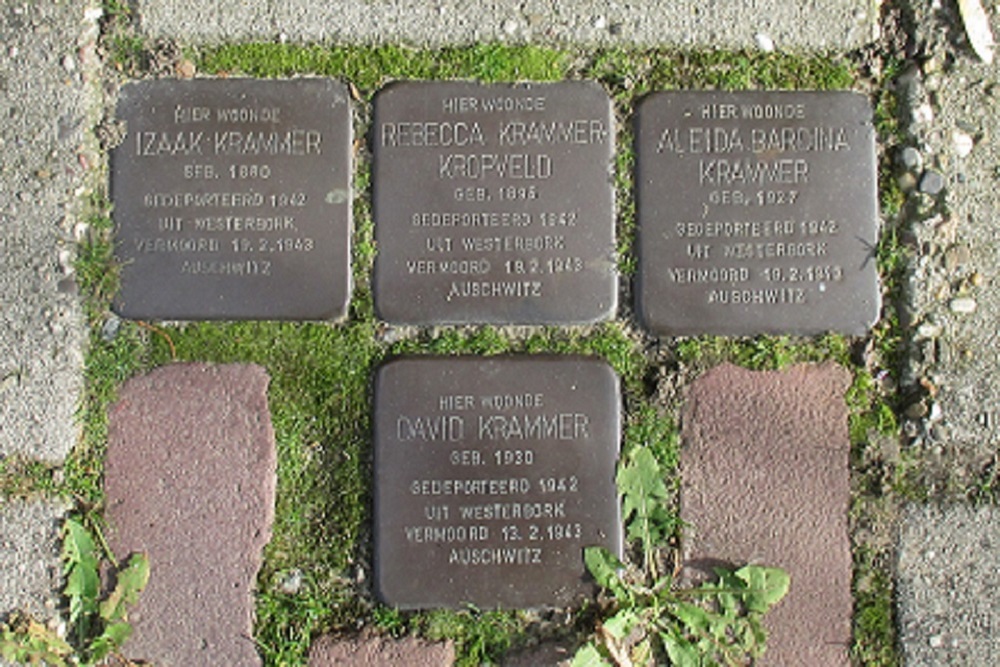 HIER WOONDE
IZAAK KRAMMER
GEB. 1880
GEDEPORTEERD 1942
UIT WESTERBORK
VERMOORD 19.2.1943
AUSCHWITZ
HIER WOONDE
REBECCA KRAMMER-
KROPVELD
GEB. 1895
GEDEPORTEERD 1942
UIT WESTERBORK
VERMOORD 19.2.1943
AUSCHWITZ
HIER WOONDE
ALEIDA BARDINA
KRAMMER
GEB. 1927
GEDEPORTEERD 1942
UIT WESTERBORK
VERMOORD 19.2.1943
AUSCHWITZ
HIER WOONDE
DAVID KRAMMER
GEB. 1930
GEDEPORTEERD 1942
UIT WESTERBORK
VERMOORD 13.2.1943
AUSCHWITZ